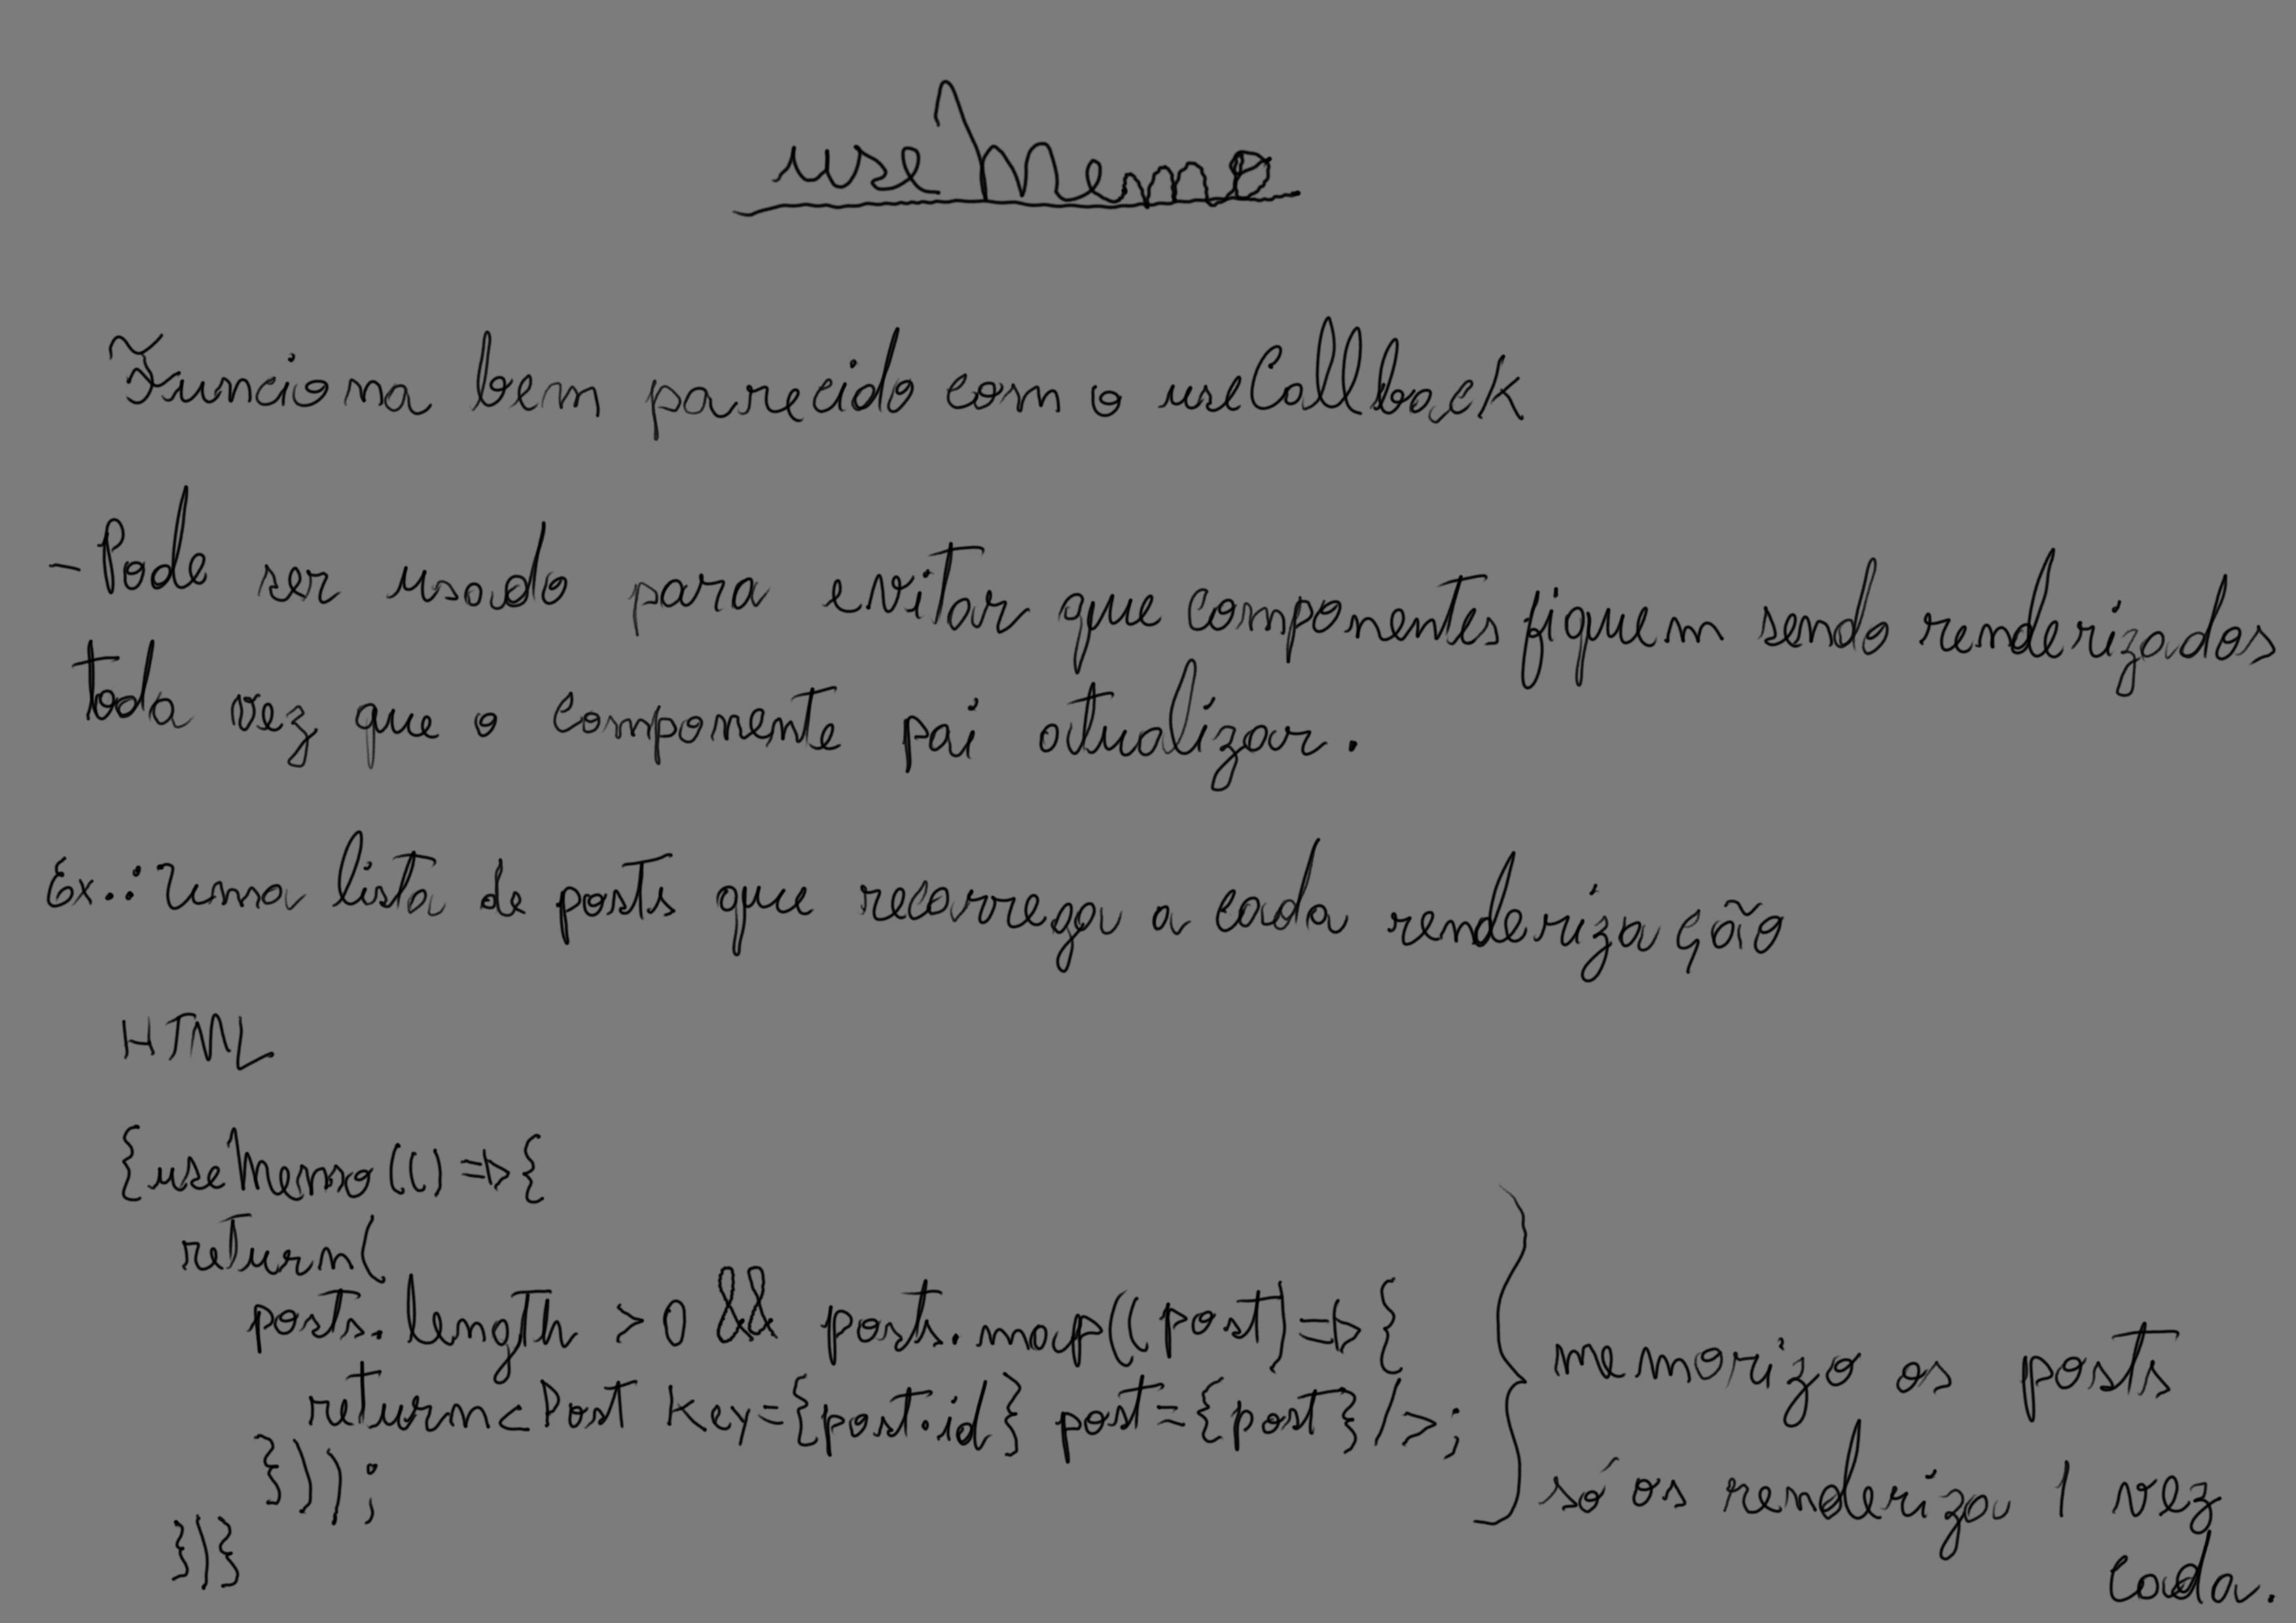 useMemo
Funciona bem parecido com o useCallback
- Pode ser usado para evitar que componentes fiquem sendo renderizados
toda vez que o componente pai atualizar.
Ex.: Uma lista de posts que recarrega a cada renderização
HTML
{useMemo(() => {
return(
posts.length > 0 && posts.map((post) => {
return <Post key={post.id} post={post} />;
}));
})}
memoriza os posts
só os renderiza 1 vez
cada.